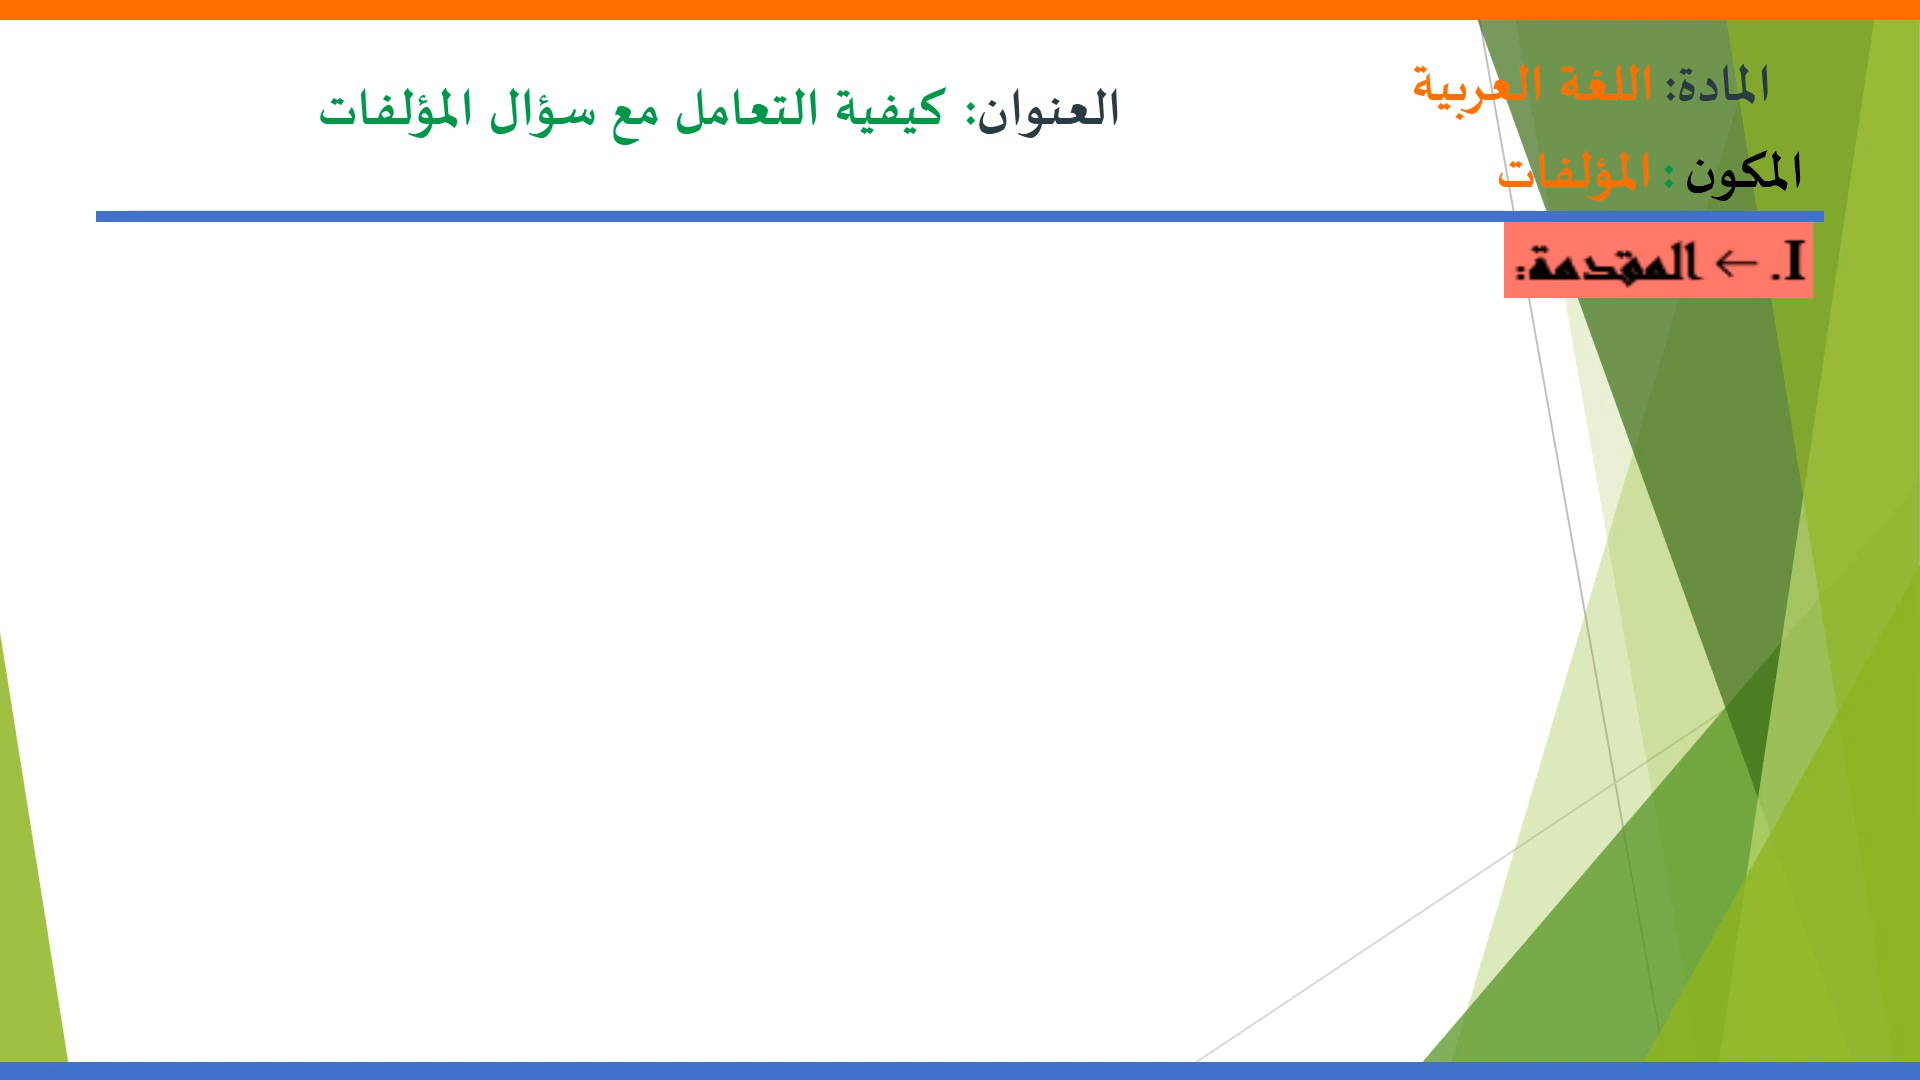 المادة: اللغة العربية
العنوان: كيفية التعامل مع سؤال المؤلفات
المكون : المؤلفات
I. ← المقدمة: